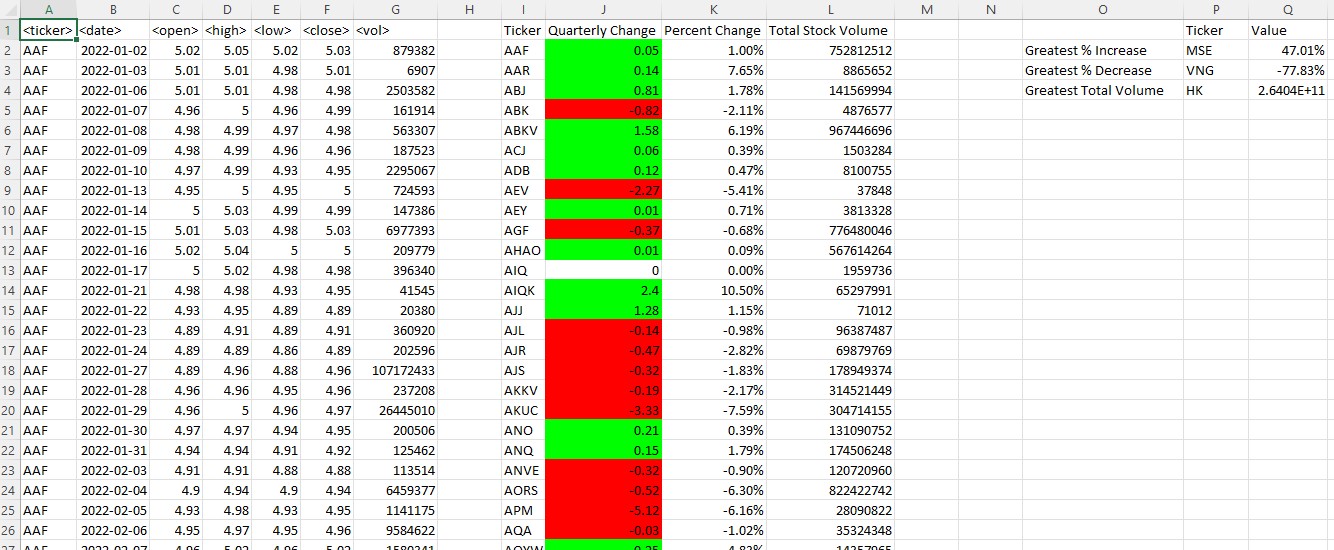 A B C D E F G H I J K L M N O P Q
1 <ticker> <date> <open> <high> <low> <close> <vol> Ticker Quarterly Change Percent Change Total Stock Volume Ticker Value
2 AAF 2022-01-02 5.02 5.05 5.02 5.03 879382 AAF 0.05 1.00% 752812512 Greatest % Increase MSE 47.01%
3 AAF 2022-01-03 5.01 5.01 4.98 5.01 6907 AAR 0.14 7.65% 8865652 Greatest % Decrease VNG -77.83%
4 AAF 2022-01-06 5.01 5.01 4.98 4.98 2503582 ABJ 0.81 1.78% 141569994 Greatest Total Volume HK 2.6404E+11
5 AAF 2022-01-07 4.96 5 4.96 4.99 161914 ABK -0.82 -2.11% 4876577
6 AAF 2022-01-08 4.98 4.99 4.97 4.98 563307 ABKV 1.58 6.19% 967446696
7 AAF 2022-01-09 4.98 4.99 4.96 4.96 187523 ACJ 0.06 0.39% 1503284
8 AAF 2022-01-10 4.97 4.99 4.93 4.95 2295067 ADB 0.12 0.47% 8100755
9 AAF 2022-01-13 4.95 5 4.95 5 724593 AEV -2.27 -5.41% 37848
10 AAF 2022-01-14 5 5.03 4.99 4.99 147386 AEY 0.01 0.71% 3813328
11 AAF 2022-01-15 5.01 5.03 4.98 5.03 6977393 AGF -0.37 -0.68% 776480046
12 AAF 2022-01-16 5.02 5.04 5 5 209779 AHAO 0.01 0.09% 567614264
13 AAF 2022-01-17 5 5.02 4.98 4.98 396340 AIQ 0 0.00% 1959736
14 AAF 2022-01-21 4.98 4.98 4.93 4.95 41545 AIQK 2.4 10.50% 65297991
15 AAF 2022-01-22 4.93 4.95 4.89 4.89 20380 AJJ 1.28 1.15% 71012
16 AAF 2022-01-23 4.89 4.91 4.89 4.91 360920 AJL -0.14 -0.98% 96387487
17 AAF 2022-01-24 4.89 4.89 4.86 4.89 202596 AJR -0.47 -2.82% 69879769
18 AAF 2022-01-27 4.89 4.96 4.88 4.96 107172433 AJS -0.32 -1.83% 178949374
19 AAF 2022-01-28 4.96 4.96 4.95 4.96 237208 AKKV -0.19 -2.17% 314521449
20 AAF 2022-01-29 4.96 5 4.96 4.97 26445010 AKUC -3.33 -7.59% 304714155
21 AAF 2022-01-30 4.97 4.97 4.94 4.95 200506 ANO 0.21 0.39% 131090752
22 AAF 2022-01-31 4.94 4.94 4.91 4.92 125462 ANQ 0.15 1.79% 174506248
23 AAF 2022-02-03 4.91 4.91 4.88 4.88 113514 ANVE -0.32 -0.90% 120720960
24 AAF 2022-02-04 4.9 4.94 4.9 4.94 6459377 AORS -0.52 -6.30% 822422742
25 AAF 2022-02-05 4.93 4.98 4.93 4.95 1141175 APM -5.12 -6.16% 28090822
26 AAF 2022-02-06 4.95 4.97 4.95 4.96 9584622 AQA -0.03 -1.02% 35324348
27 AAF 2022-02-07 4.96 5.02 4.96 5.02